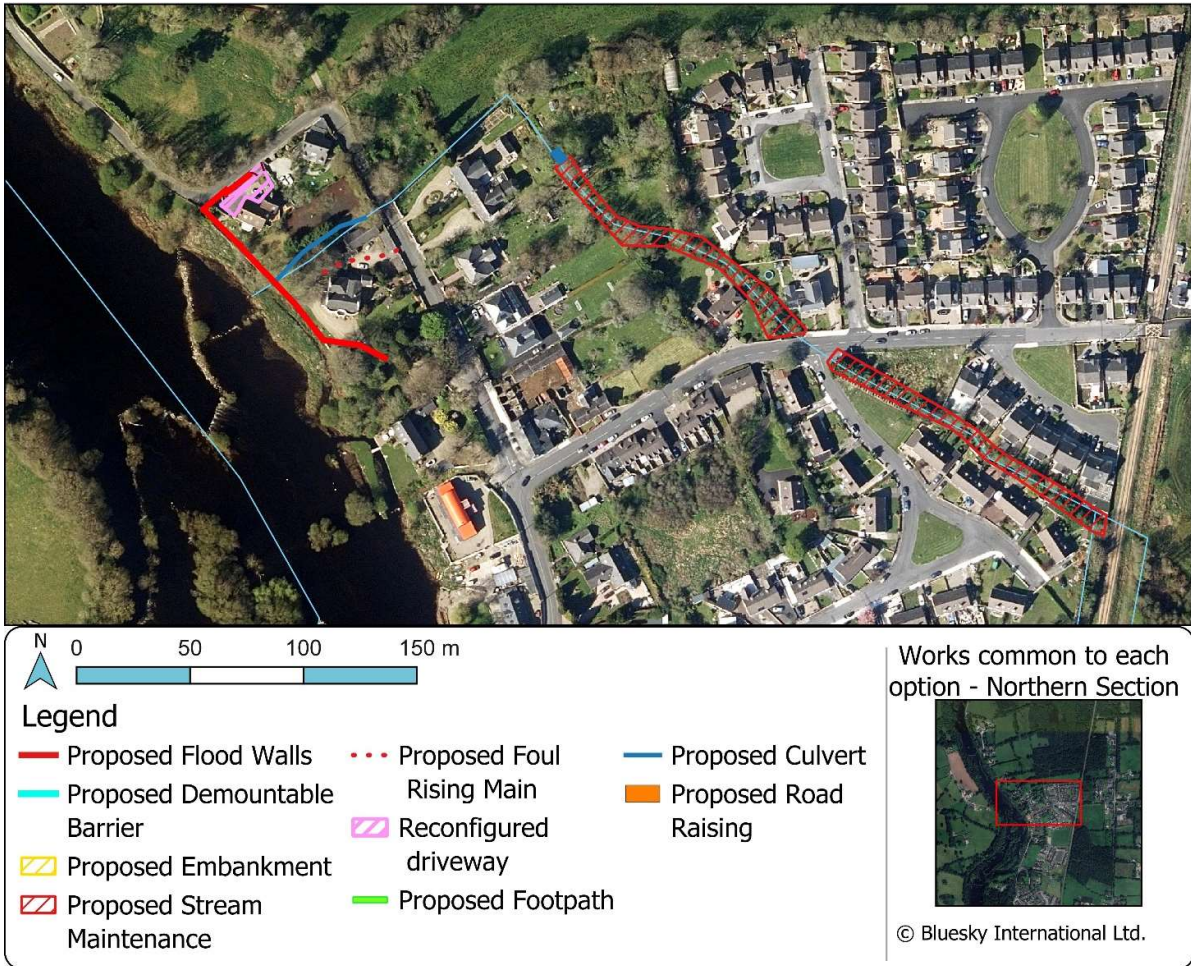 N
0 50 100 150 m
Legend
Proposed Flood Walls
Proposed Demountable
Barrier
Proposed Embankment
Proposed Stream
Maintenance
Proposed Foul
Rising Main
Reconfigured
driveway
Proposed Footpath
Proposed Culvert
Proposed Road
Raising
Works common to each
option - Northern Section
© Bluesky International Ltd.